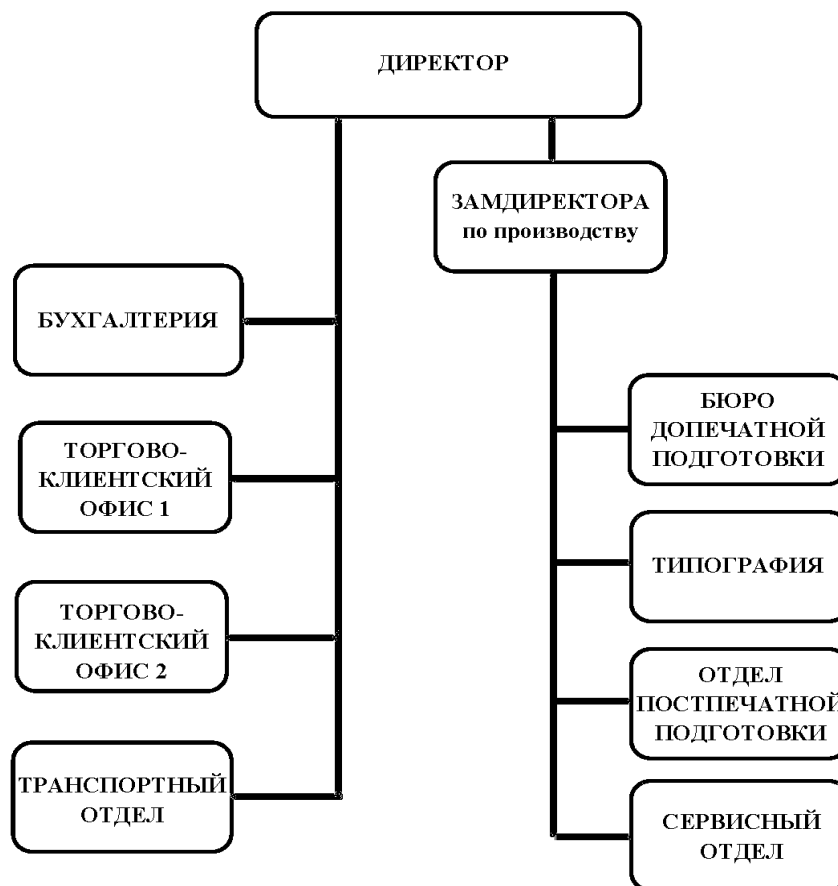 ДИРЕКТОР
ЗАМДИРЕКТОРА
по производству
БУХГАЛТЕРИЯ
ТОРГОВО-
КЛИЕНТСКИЙ
ОФИС 1
ТОРГОВО-
КЛИЕНТСКИЙ
ОФИС 2
ТРАНСПОРТНЫЙ
ОТДЕЛ
БЮРО
ДОПЕЧАТНОЙ
ПОДГОТОВКИ
ТИПОГРАФИЯ
ОТДЕЛ
ПОСТПЕЧАТНОЙ
ПОДГОТОВКИ
СЕРВИСНЫЙ
ОТДЕЛ